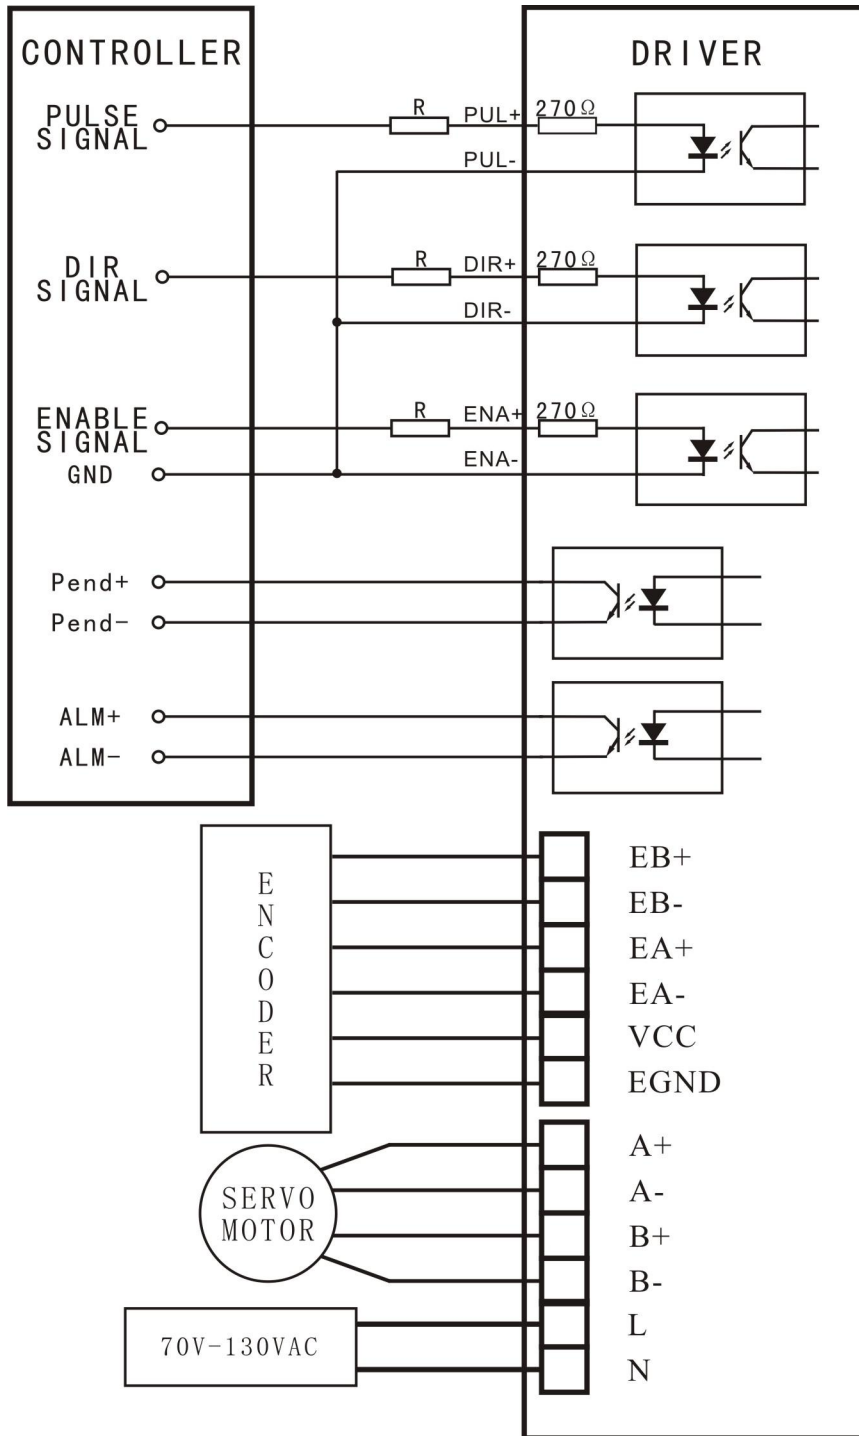 CONTROLLER
DRIVER
PULSE
SIGNAL
R
PUL+
270Ω
PUL-
DIR
SIGNAL
R
DIR+
270Ω
DIR-
ENABLE
SIGNAL
R
ENA+
270Ω
GND
ENA-
Pend+
Pend-
ALM+
ALM-
ENCODER
EB+
EB-
EA+
EA-
VCC
EGND
SERVO
MOTOR
A+
A-
B+
B-
70V-130VAC
L
N